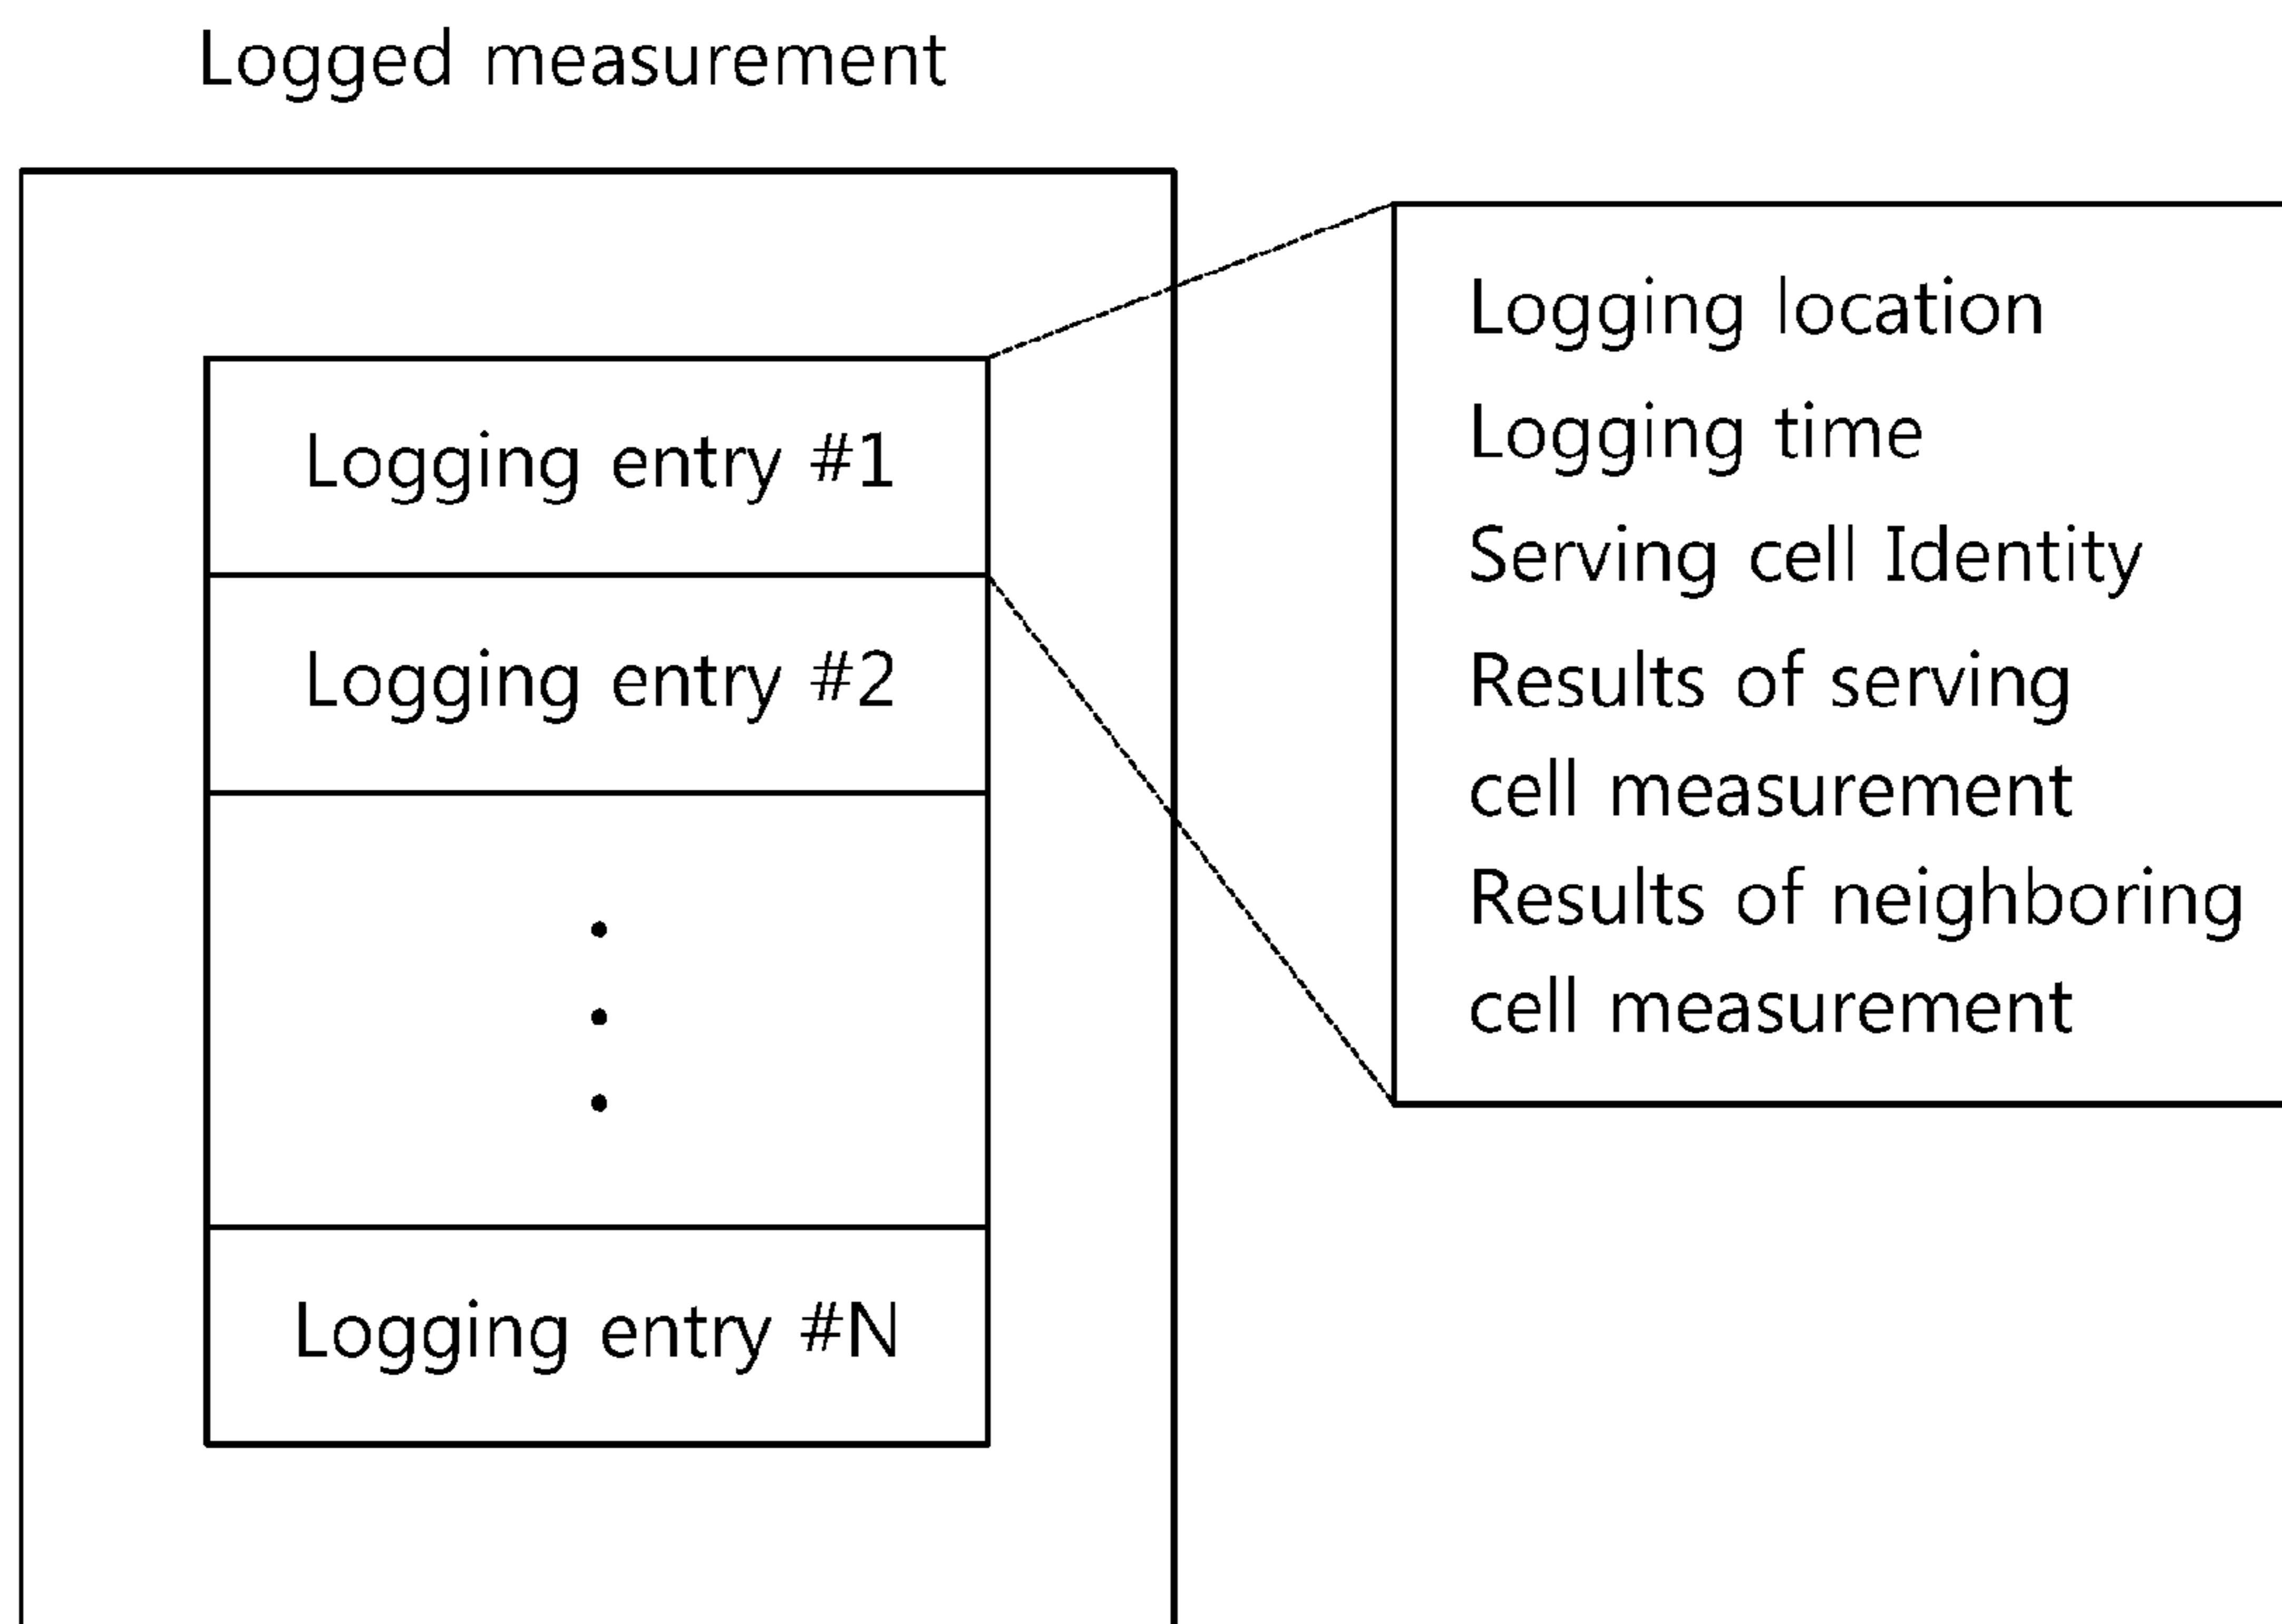 Logged measurement
Logging entry #1
Logging entry #2
Logging entry #N
Logging location
Logging time
Serving cell Identity
Results of serving
cell measurement
Results of neighboring
cell measurement